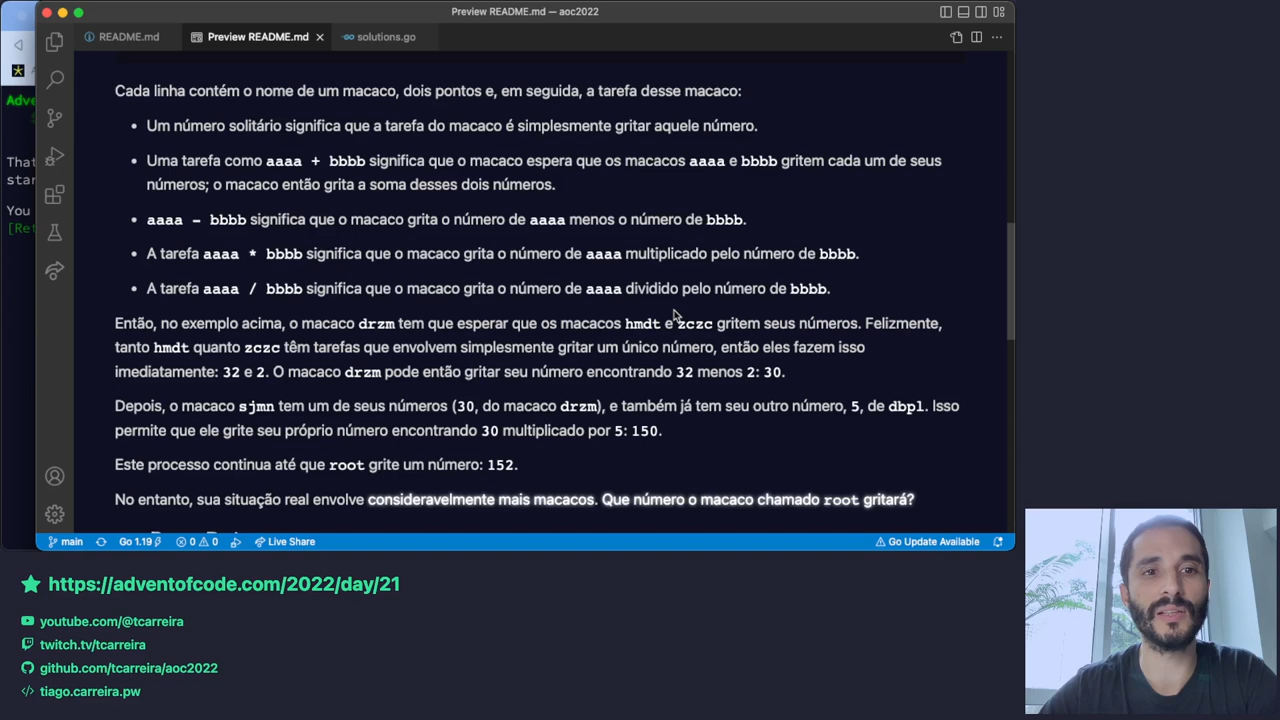 Preview README.md — aoc2022
README.md
Preview README.md
solutions.go
Cada linha contém o nome de um macaco, dois pontos e, em seguida, a tarefa desse macaco:
• Um número solitário significa que a tarefa do macaco é simplesmente gritar aquele número.
• Uma tarefa como aaaa + bbbb significa que o macaco espera que os macacos aaaa e bbbb gritem cada um de seus
números; o macaco então grita a soma desses dois números.
• aaaa - bbbb significa que o macaco grita o número de aaaa menos o número de bbbb.
• A tarefa aaaa * bbbb significa que o macaco grita o número de aaaa multiplicado pelo número de bbbb.
• A tarefa aaaa / bbbb significa que o macaco grita o número de aaaa dividido pelo número de bbbb.
Então, no exemplo acima, o macaco drzm tem que esperar que os macacos hmdt e zczc gritem seus números. Felizmente,
tanto hmdt quanto zczc têm tarefas que envolvem simplesmente gritar um único número, então eles fazem isso
imediatamente: 32 e 2. O macaco drzm pode então gritar seu número encontrando 32 menos 2: 30.
Depois, o macaco sjmn tem um de seus números (30, do macaco drzm), e também já tem seu outro número, 5, de dbpl. Isso
permite que ele grite seu próprio número encontrando 30 multiplicado por 5: 150.
Este processo continua até que root grite um número: 152.
No entanto, sua situação real envolve consideravelmente mais macacos. Que número o macaco chamado root gritará?
main
Go 1.19
0
0
Live Share
Go Update Available
Adve
That
star
You
[Ret
https://adventofcode.com/2022/day/21
youtube.com/@tcarreira
twitch.tv/tcarreira
github.com/tcarreira/aoc2022
tiago.carreira.pw